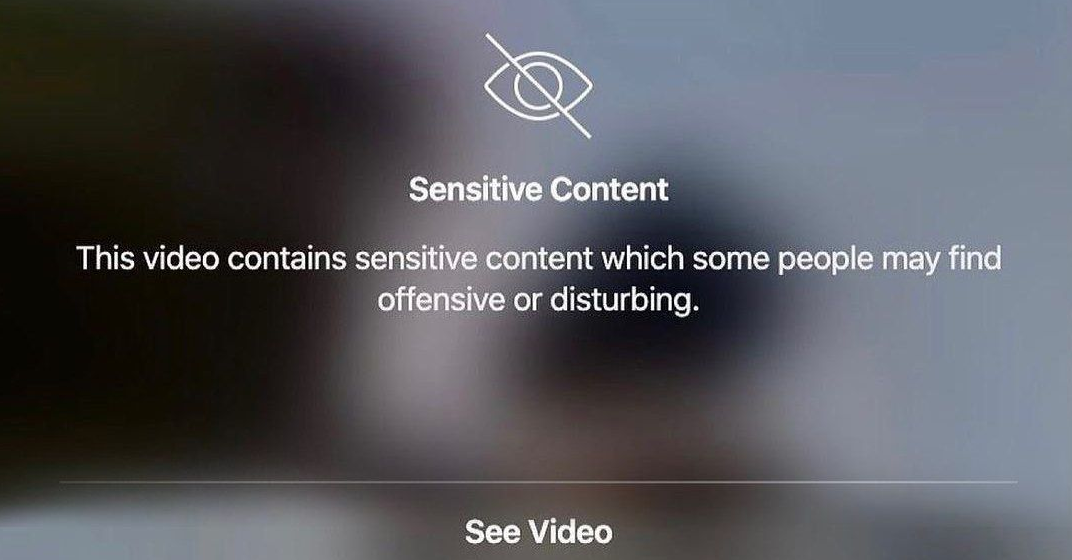 Sensitive Content
This video contains sensitive content which some people may find
offensive or disturbing.
See Video